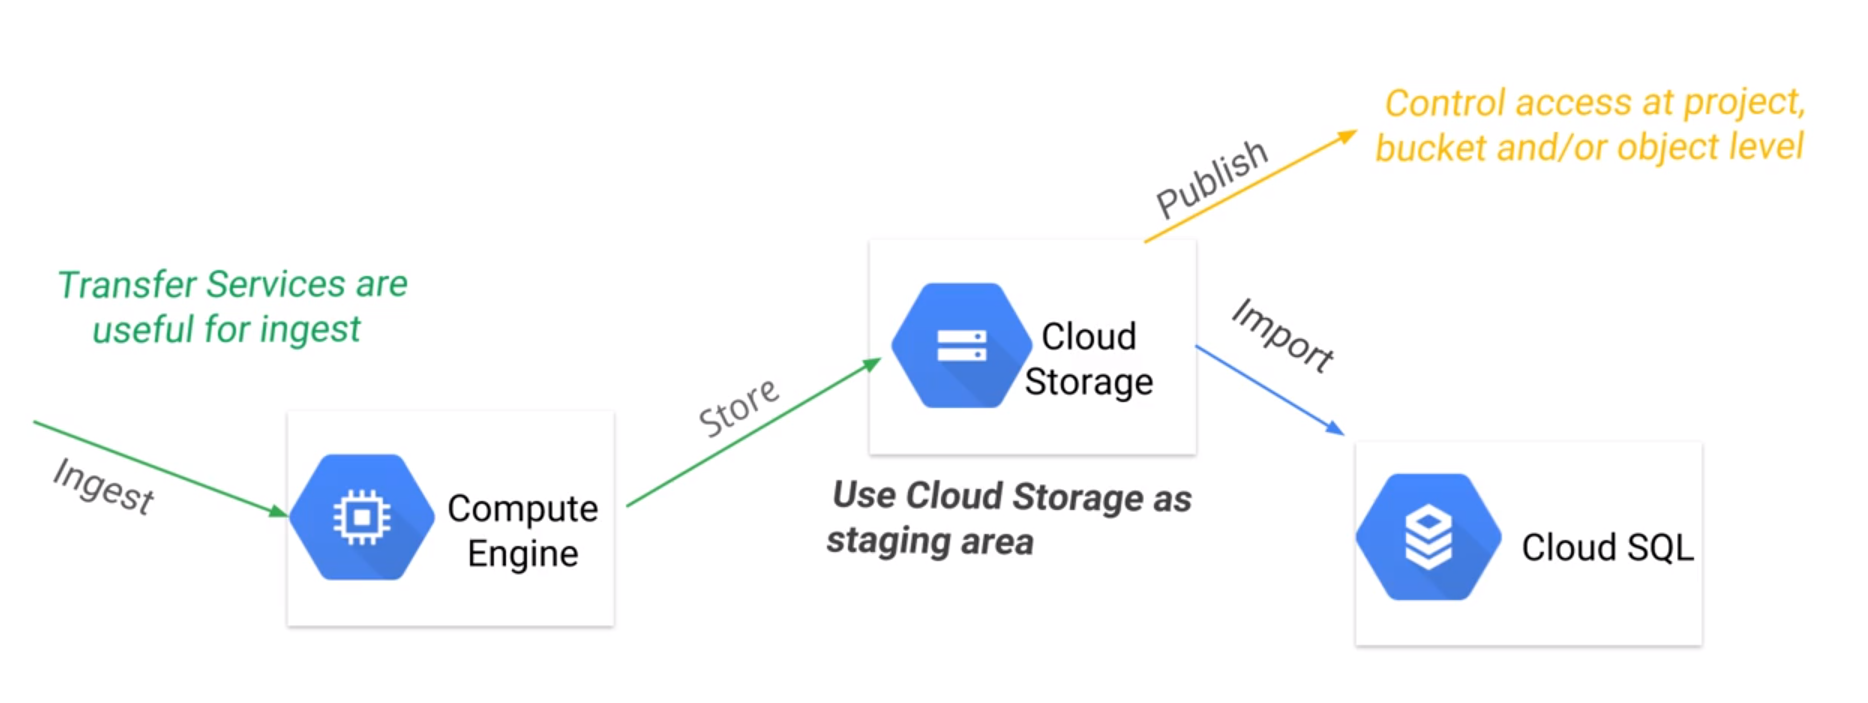 Control access at project,
bucket and/or object level
Publish
Transfer Services are
useful for ingest
Import
Cloud
Storage
Store
Ingest
Compute
Engine
Use Cloud Storage as
staging area
Cloud SQL